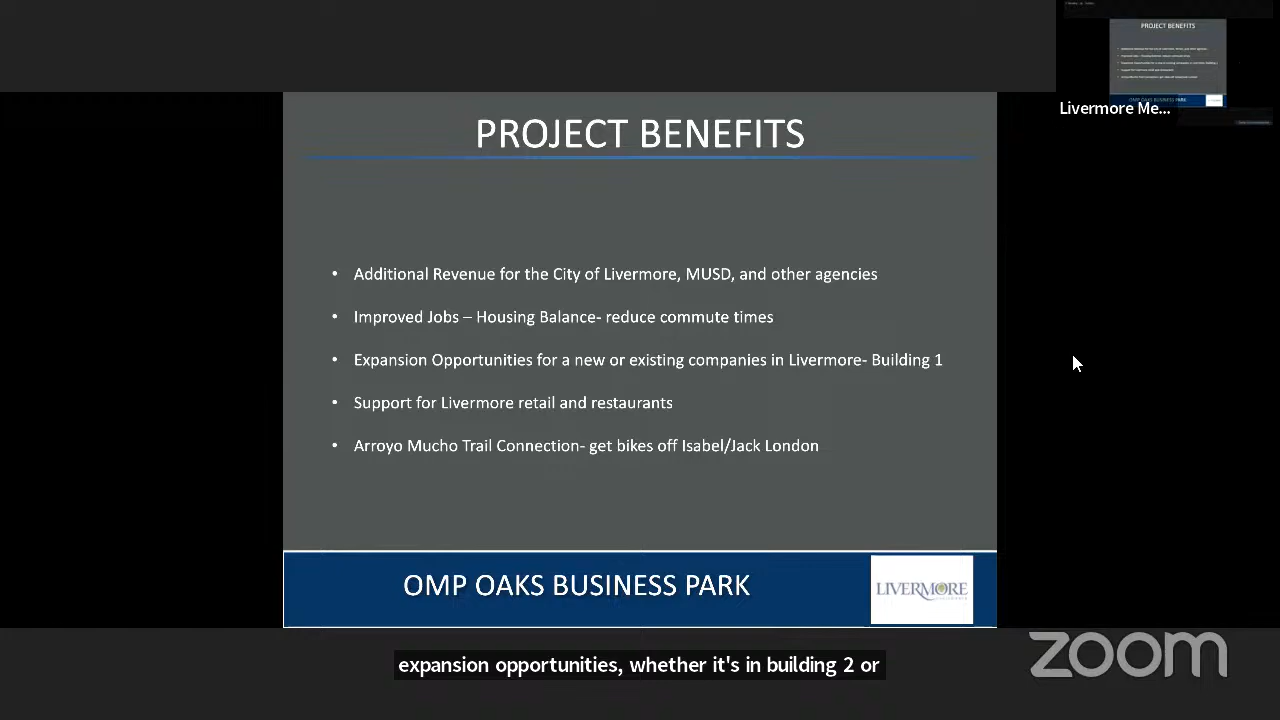 PROJECT BENEFITS
Livermore Me...
PROJECT BENEFITS
• Additional Revenue for the City of Livermore, MUSD, and other agencies
• Improved Jobs – Housing Balance- reduce commute times
• Expansion Opportunities for a new or existing companies in Livermore- Building 1
• Support for Livermore retail and restaurants
• Arroyo Mucho Trail Connection- get bikes off Isabel/Jack London
OMP OAKS BUSINESS PARK
LIVERMORE
expansion opportunities, whether it's in building 2 or
zoom